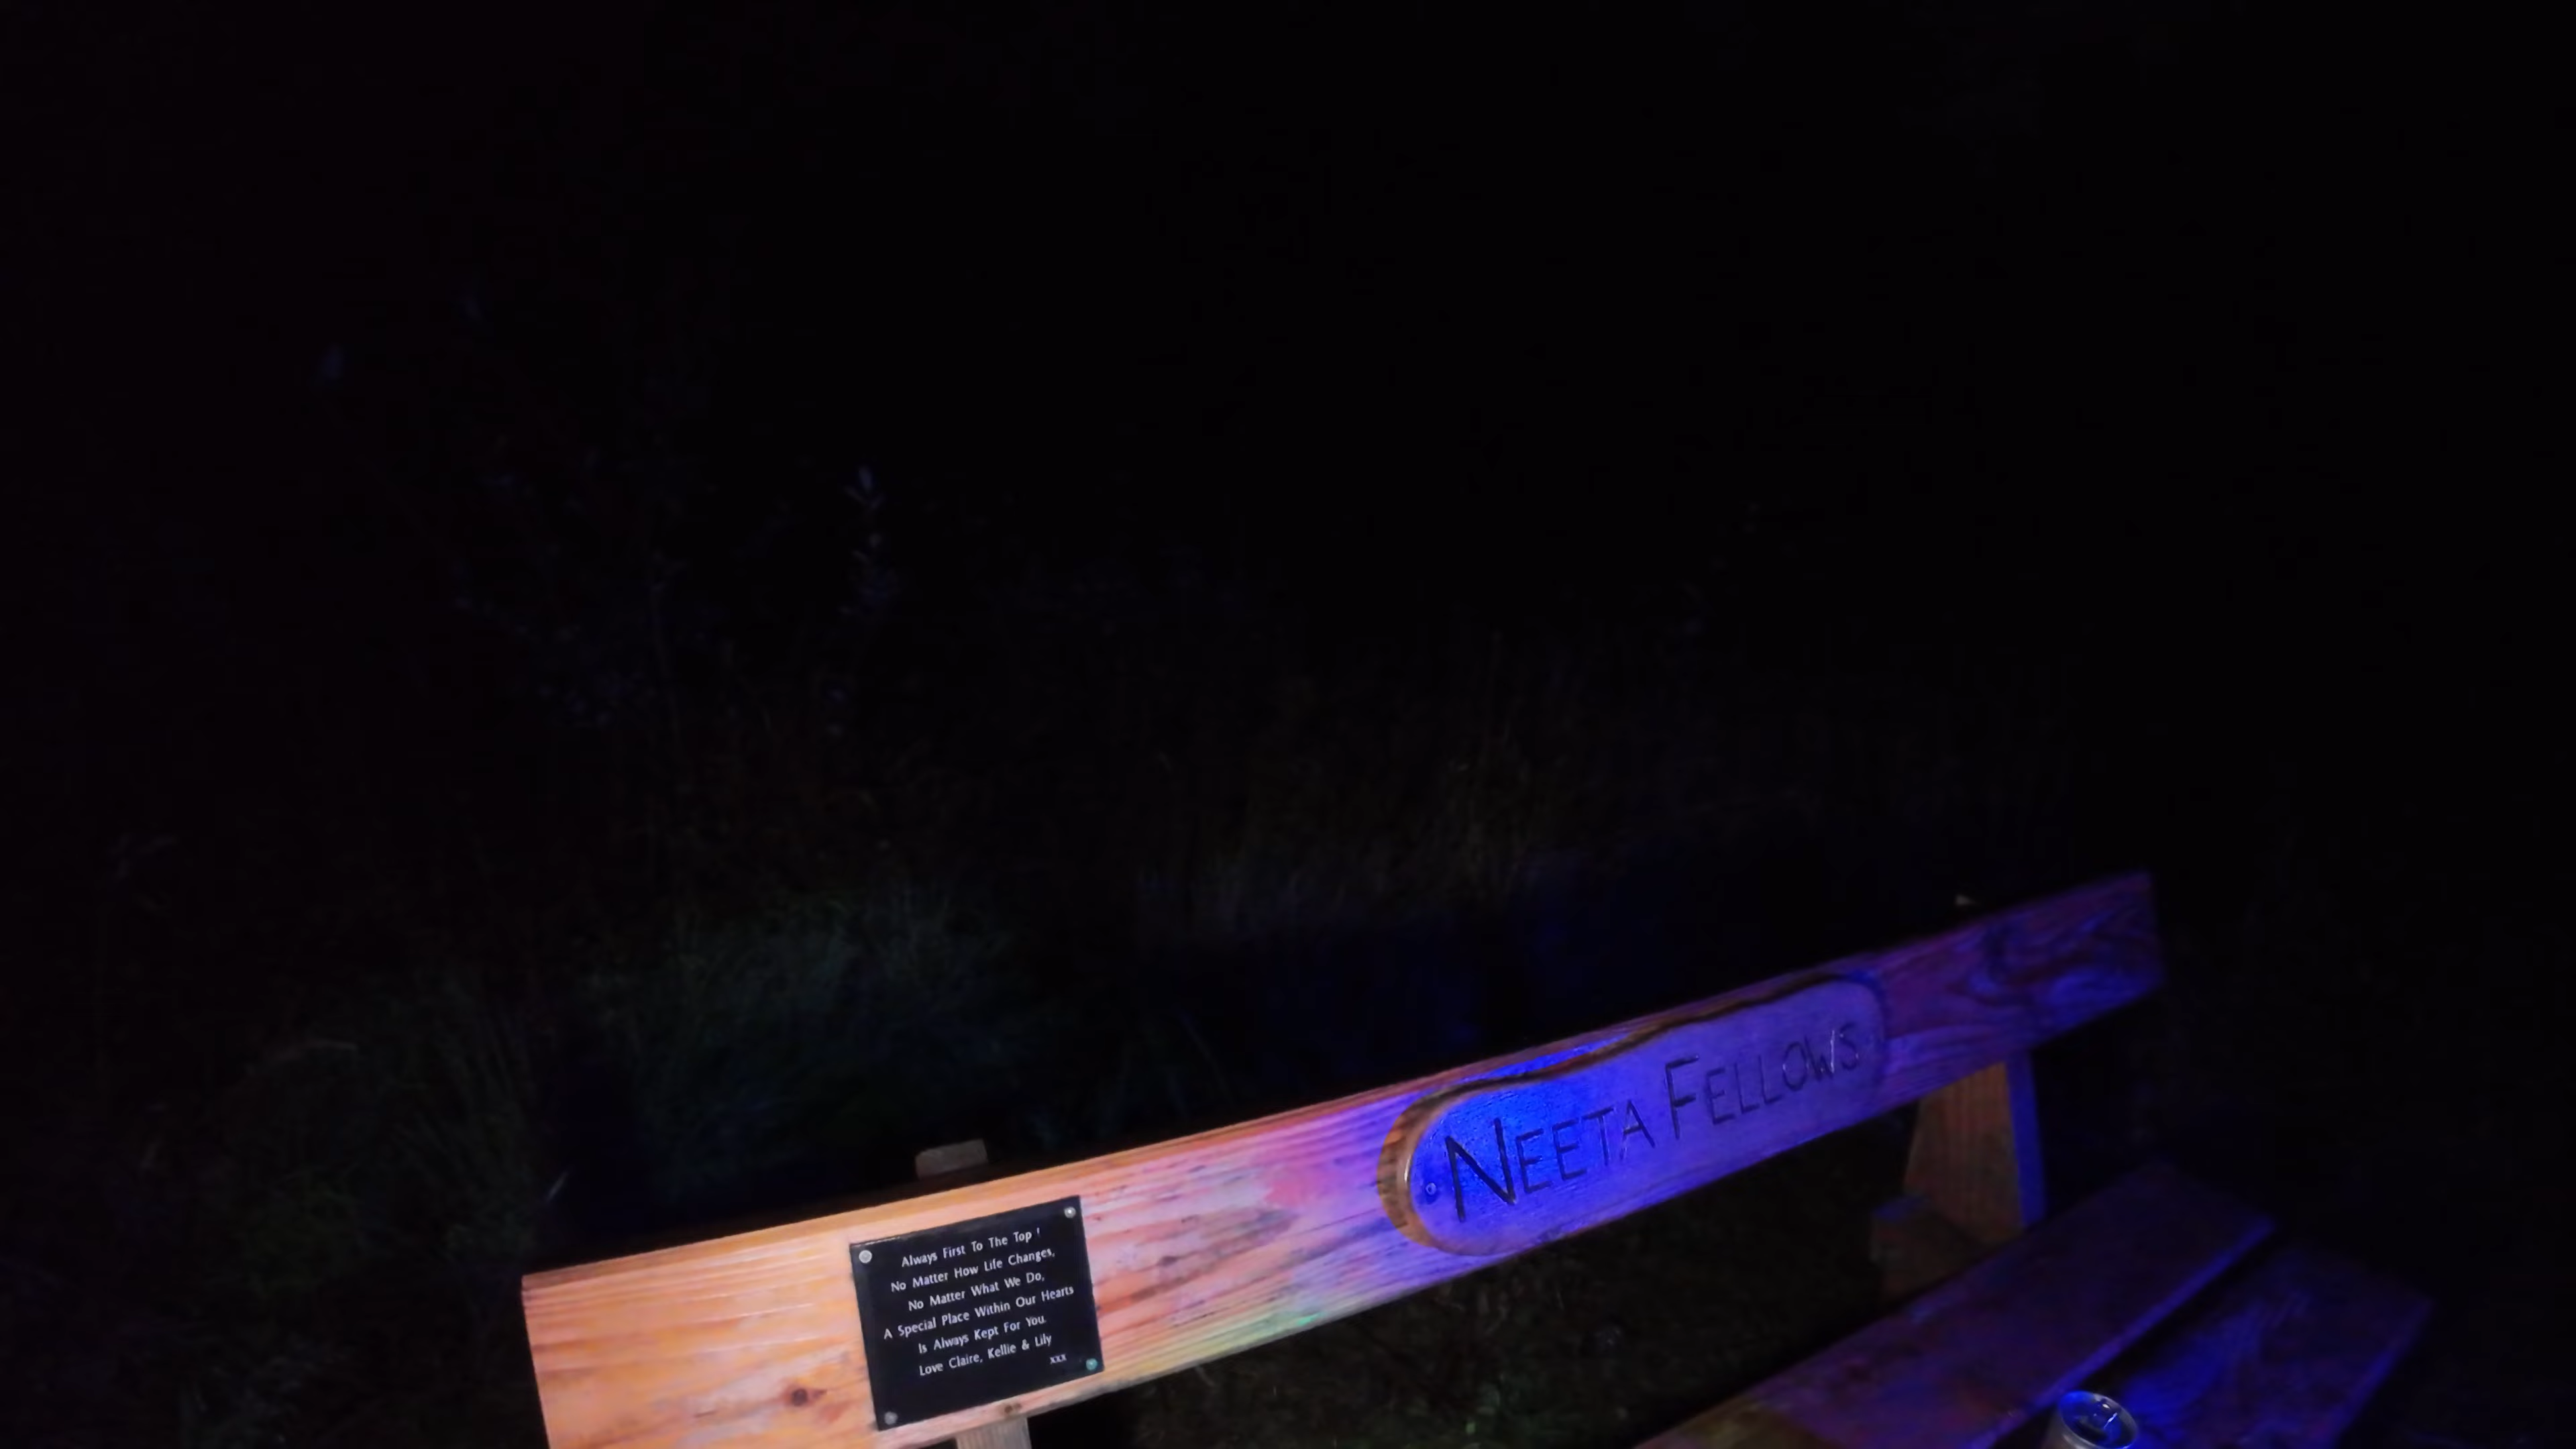 Always First To The Top !
No Matter How Life Changes,
No Matter What We Do,
A Special Place Within Our Hearts
Is Always Kept For You.
Love Claire, Kellie & Lily
xxx
NEETA FELLOWS